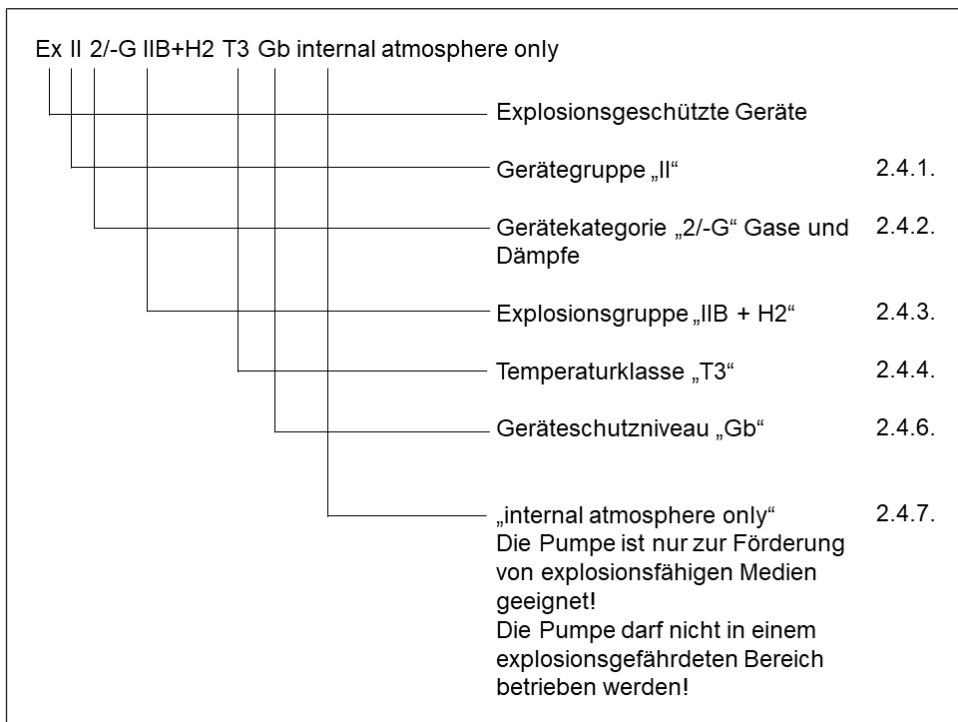 Ex II 2/-G IIB+H2 T3 Gb internal atmosphere only
Explosionsgeschützte Geräte
Gerätegruppe „II“ 2.4.1.
Gerätekategorie „2/-G“ Gase und 2.4.2.
Dämpfe
Explosionsgruppe „IIB + H2“ 2.4.3.
Temperaturklasse „T3“ 2.4.4.
Geräteschutzniveau „Gb“ 2.4.6.
„internal atmosphere only“ 2.4.7.
Die Pumpe ist nur zur Förderung
von explosionsfähigen Medien
geeignet!
Die Pumpe darf nicht in einem
explosionsgefährdeten Bereich
betrieben werden!